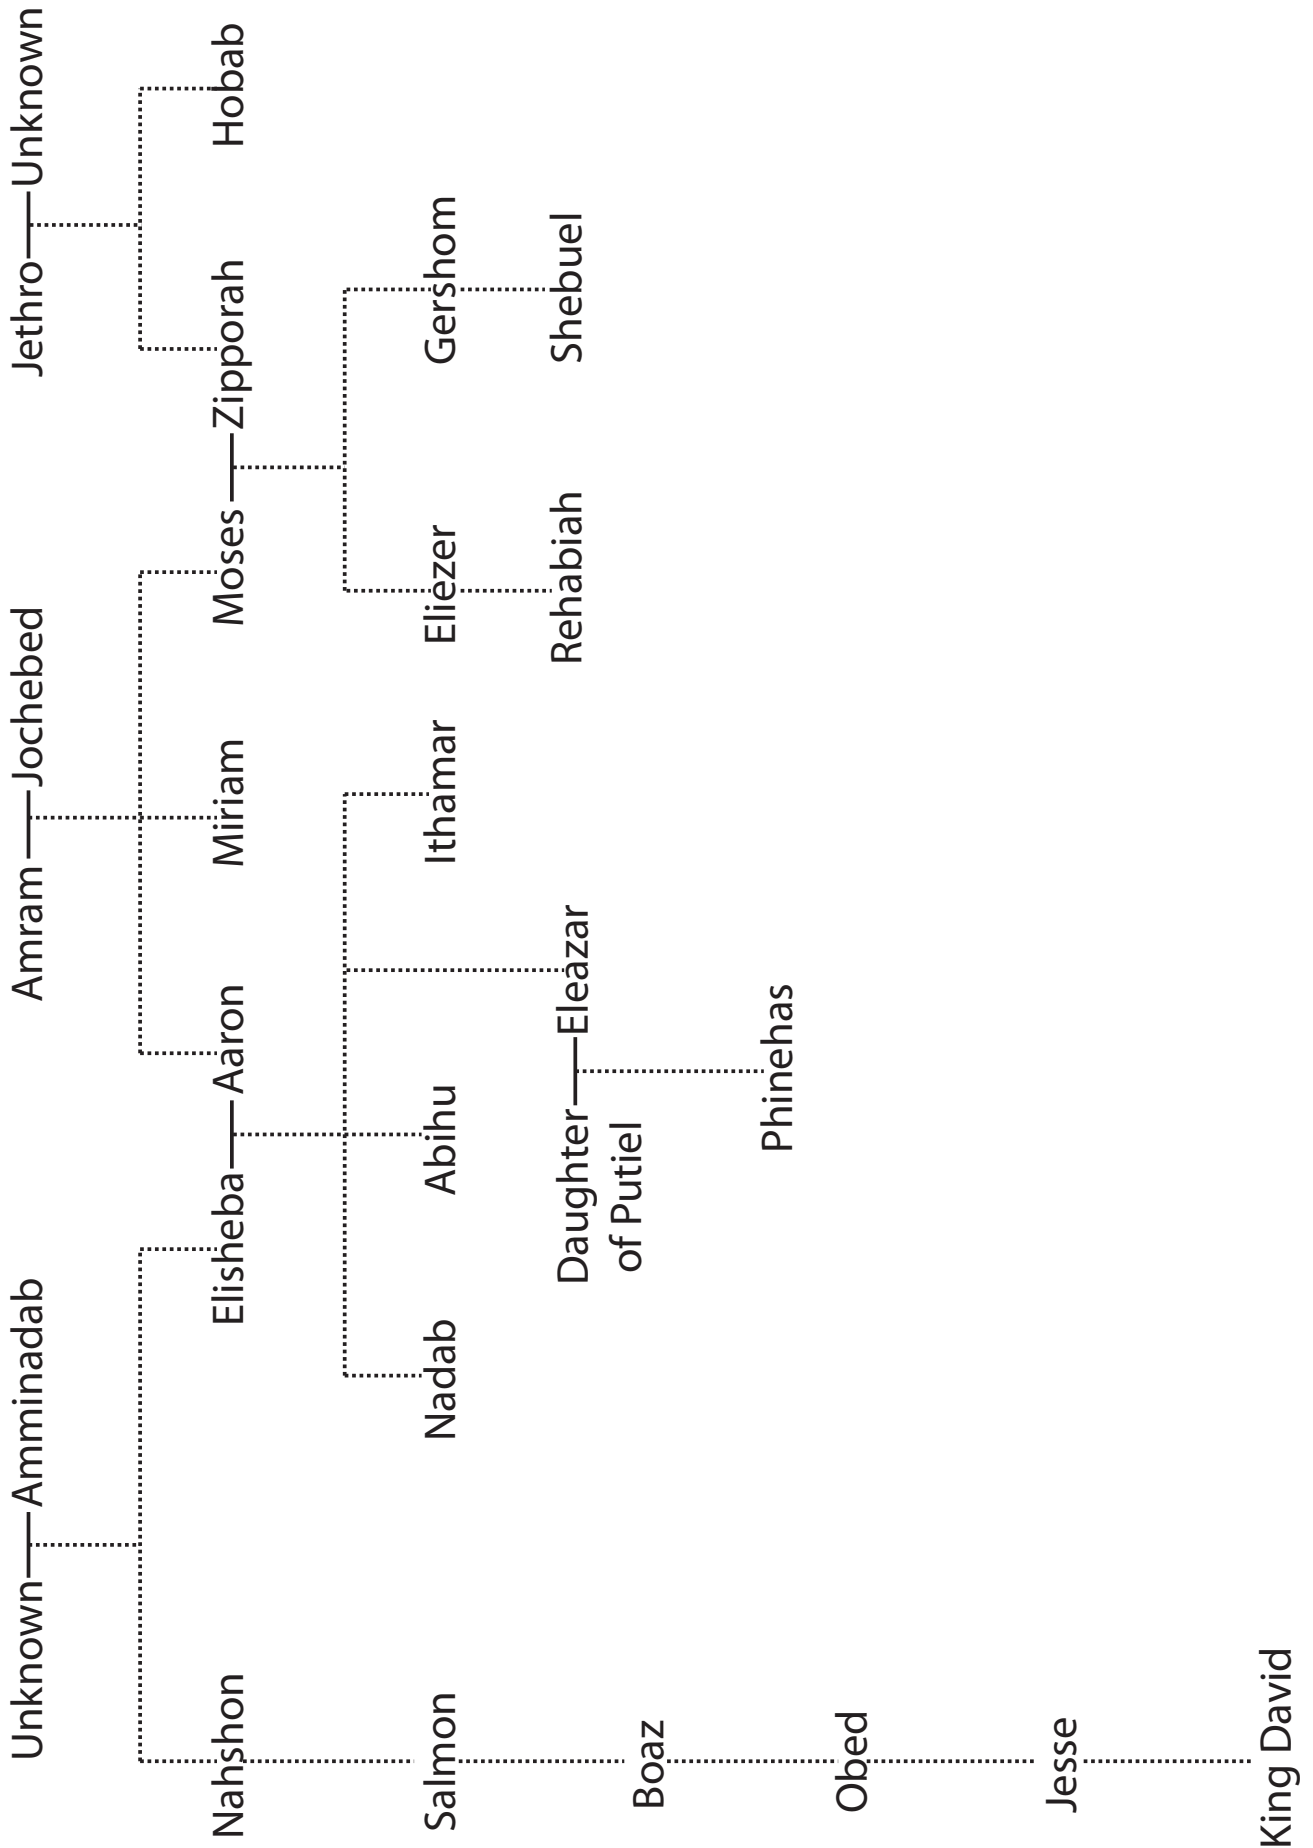 Unknown—Amminadab
Amram—Jochebed
Jethro—Unknown
Nahshon
Elisheba—Aaron
Miriam
Moses—Zipporah
Hobab
Salmon
Nadab
Abihu
Ithamar
Eliezer
Gershom
Daughter—Eleazar
of Putiel
Rehabiah
Shebuel
Boaz
Phinehas
Obed
Jesse
King David